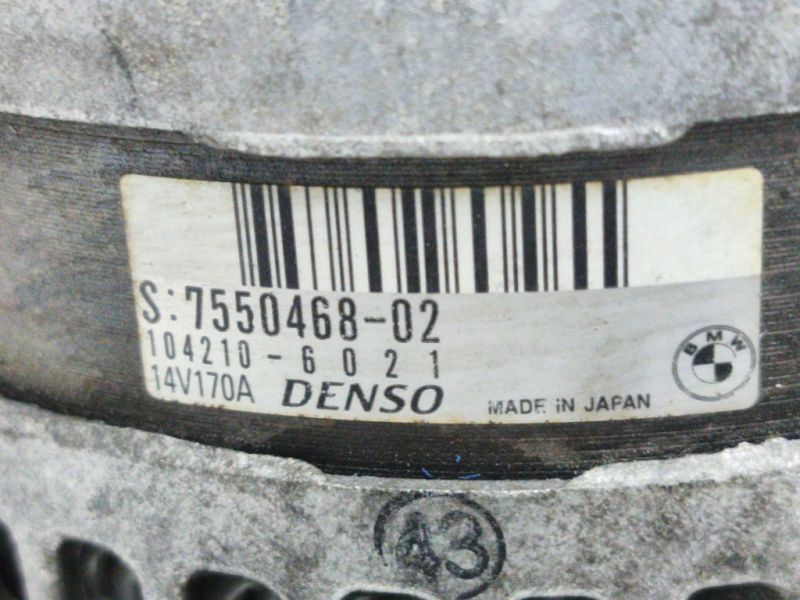 S:7550468-02
104210-6021
14V170A DENSO MADE IN JAPAN
BMW
43